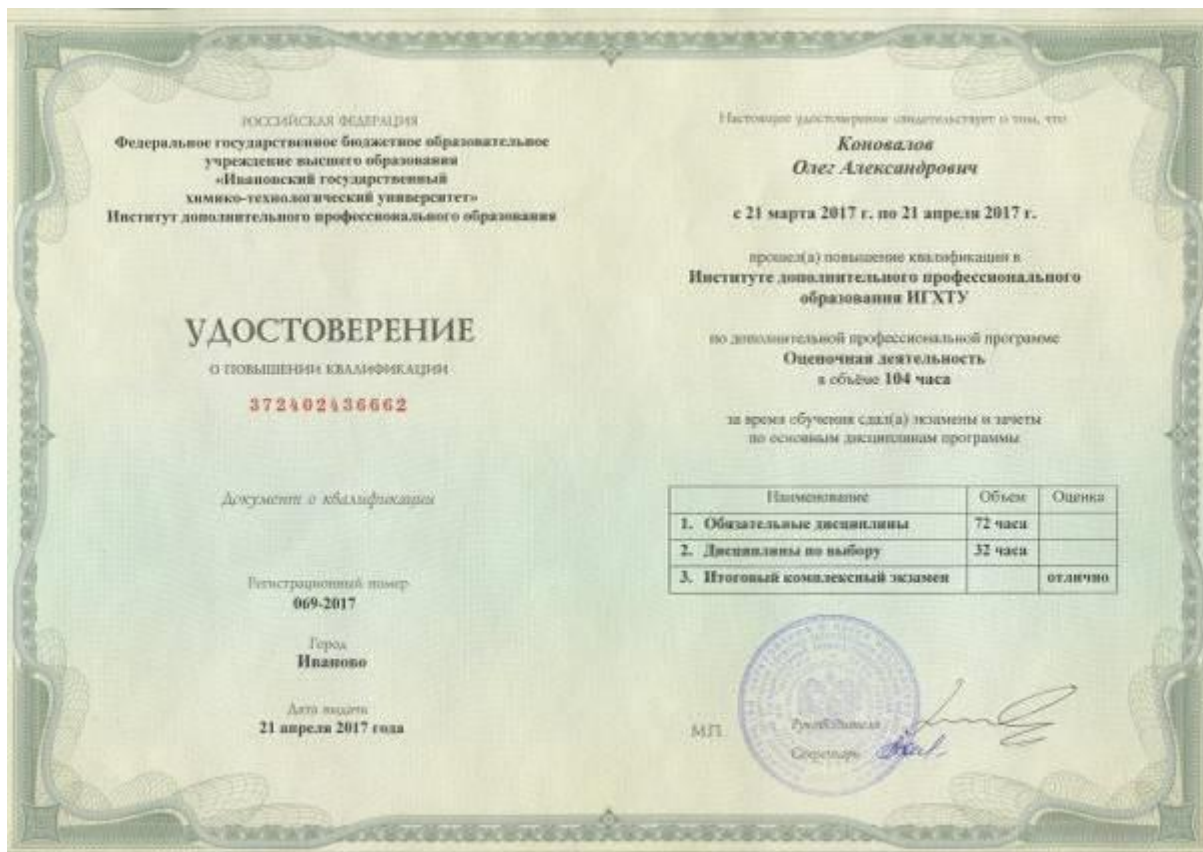 РОССИЙСКАЯ ФЕДЕРАЦИЯ
Федеральное государственное бюджетное образовательное
учреждение высшего образования
«Ивановский государственный
химико-технологический университет»
Институт дополнительного профессионального образования
УДОСТОВЕРЕНИЕ
О ПОВЫШЕНИИ КВАЛИФИКАЦИИ
372402436662
Документ о квалификации
Регистрационный номер
069-2017
Город
Иваново
Дата выдачи
21 апреля 2017 года
Настоящее удостоверение свидетельствует о том, что
Коновалов
Олег Александрович
с 21 марта 2017 г. по 21 апреля 2017 г.
прошел(а) повышение квалификации в
Институте дополнительного профессионального
образования ИГХТУ
по дополнительной профессиональной программе
Оценочная деятельность
в объёме 104 часа
за время обучения сдал(а) экзамены и зачеты
по основным дисциплинам программы
Наименование Объем Оценка
1. Обязательные дисциплины 72 часа
2. Дисциплины по выбору 32 часа
3. Итоговый комплексный экзамен отлично
М.П. Руководитель
Секретарь